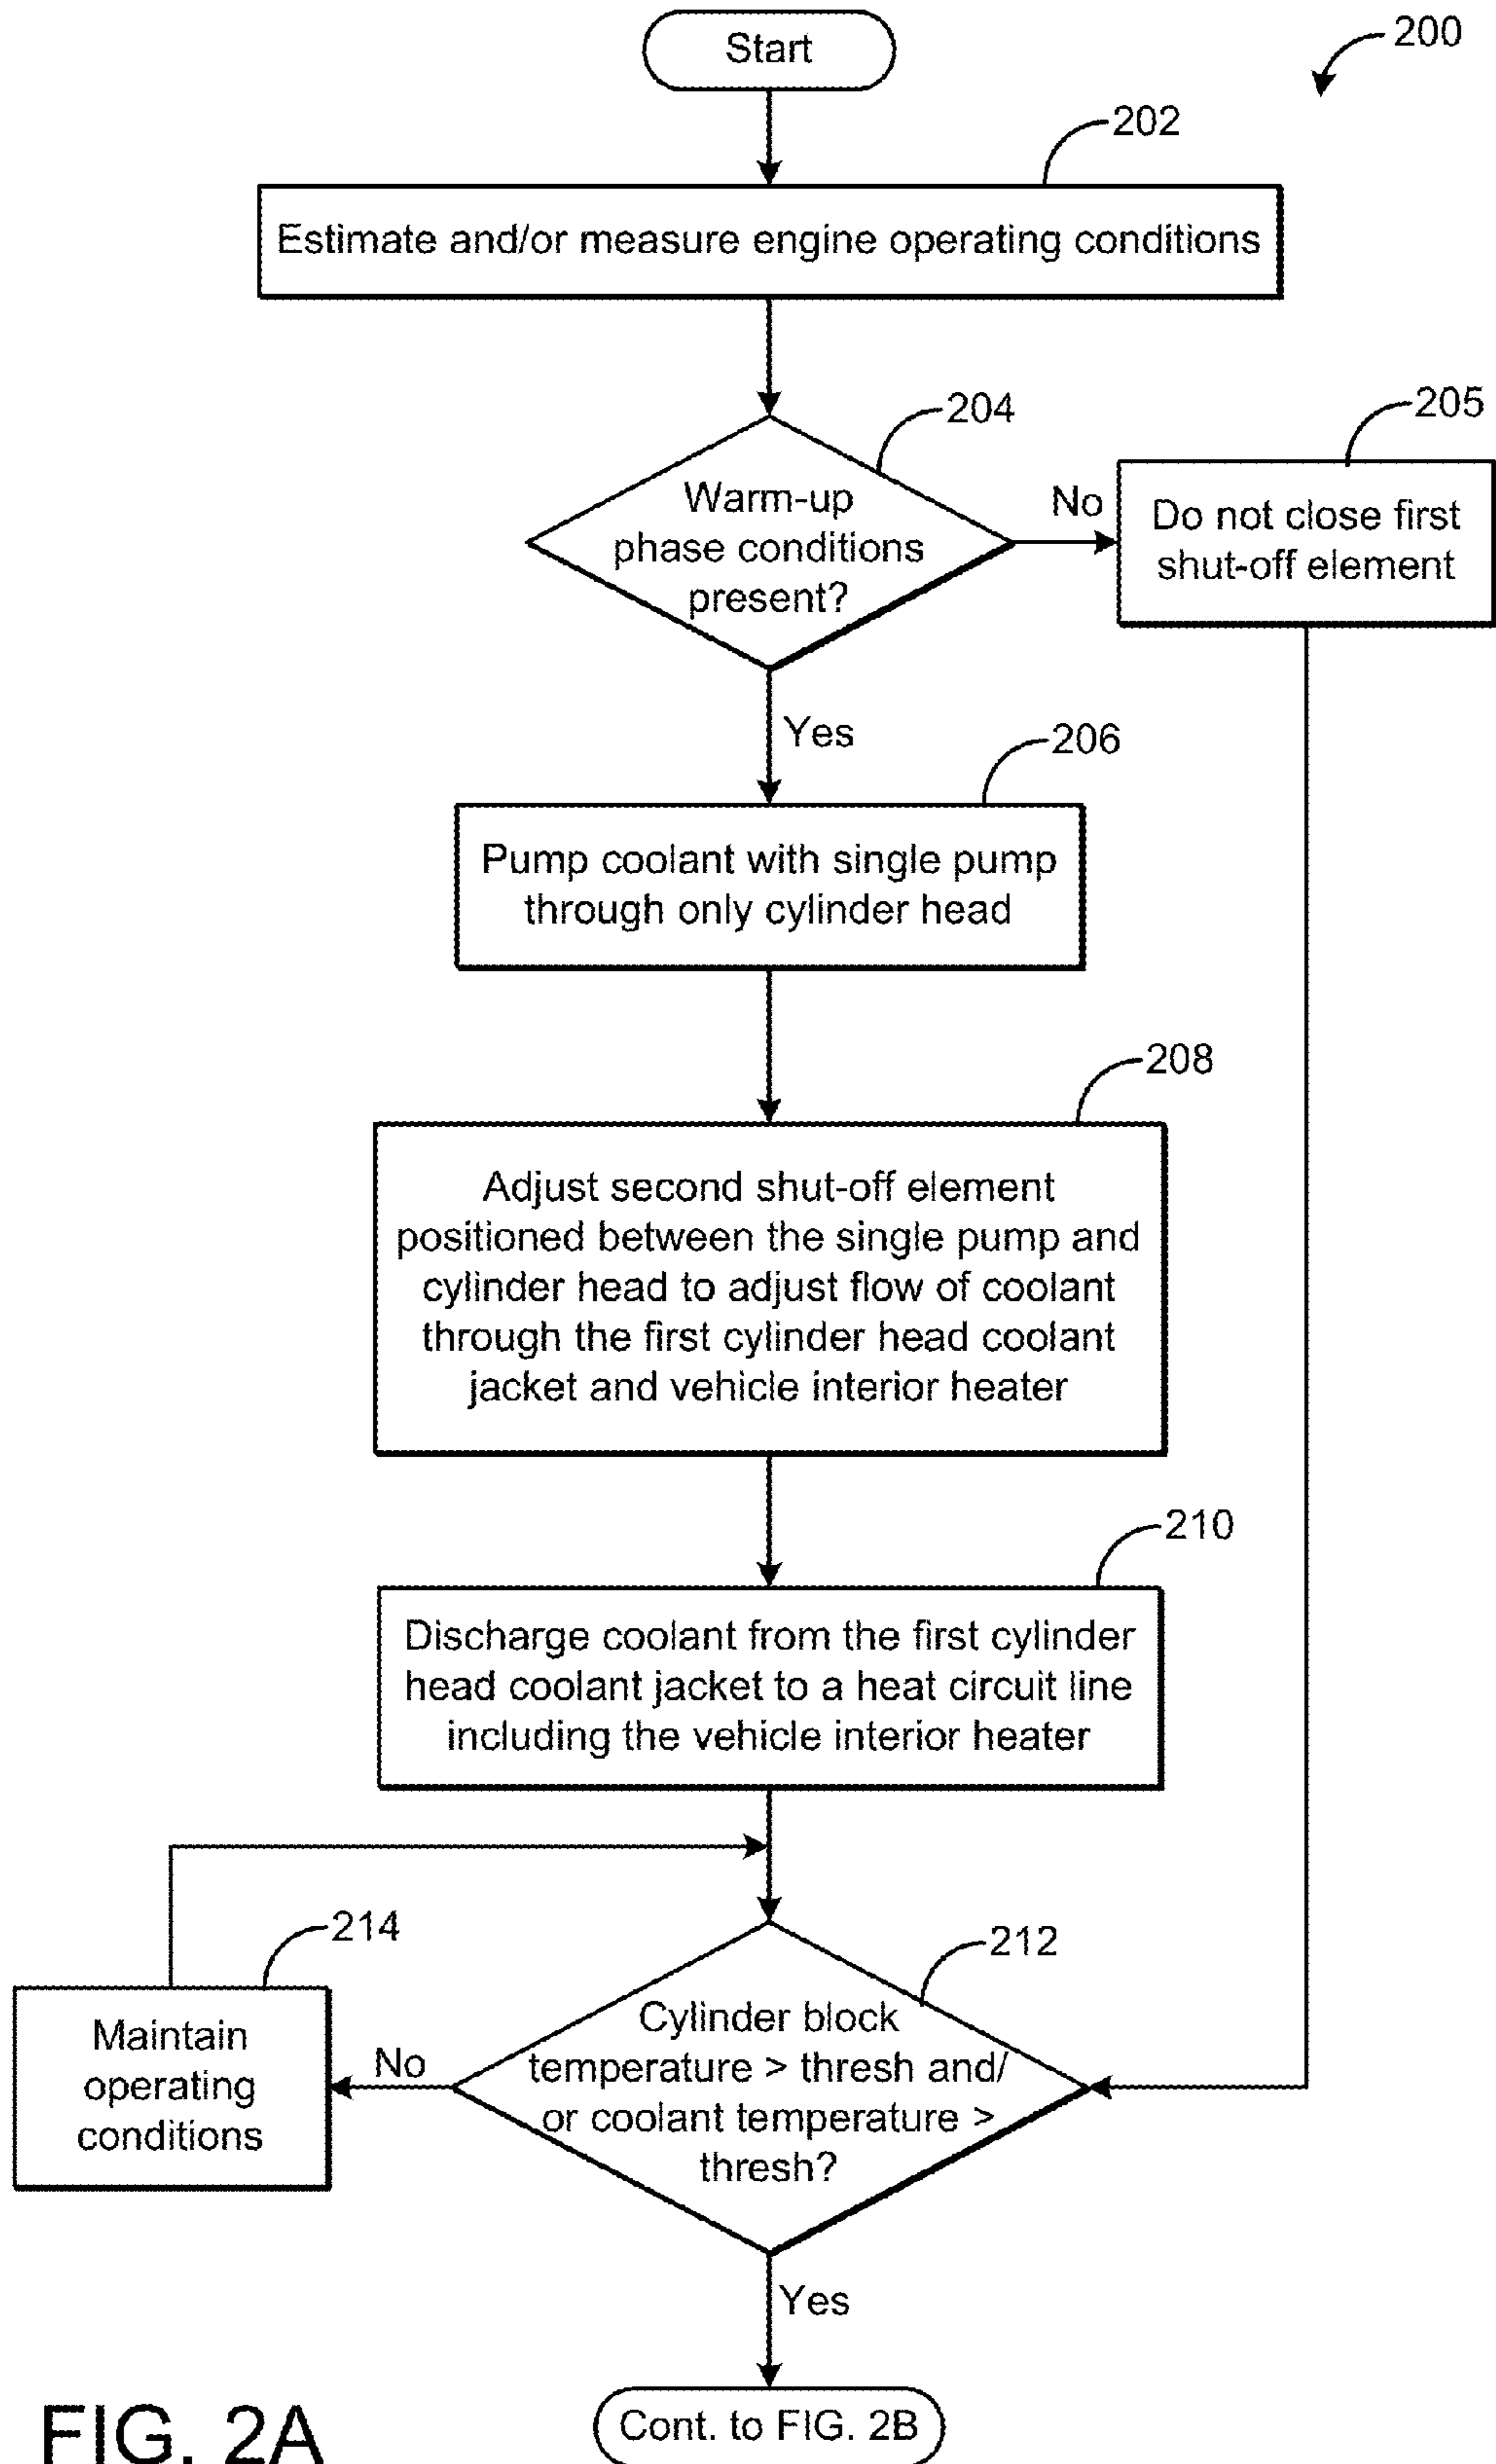 Start
200
202
Estimate and/or measure engine operating conditions
204
205
Warm-up
phase conditions
present?
No
Do not close first
shut-off element
Yes
206
Pump coolant with single pump
through only cylinder head
208
Adjust second shut-off element
positioned between the single pump and
cylinder head to adjust flow of coolant
through the first cylinder head coolant
jacket and vehicle interior heater
210
Discharge coolant from the first cylinder
head coolant jacket to a heat circuit line
including the vehicle interior heater
214
212
Maintain
operating
conditions
No
Cylinder block
temperature > thresh and/
or coolant temperature >
thresh?
Yes
Cont. to FIG. 2B
FIG. 2A